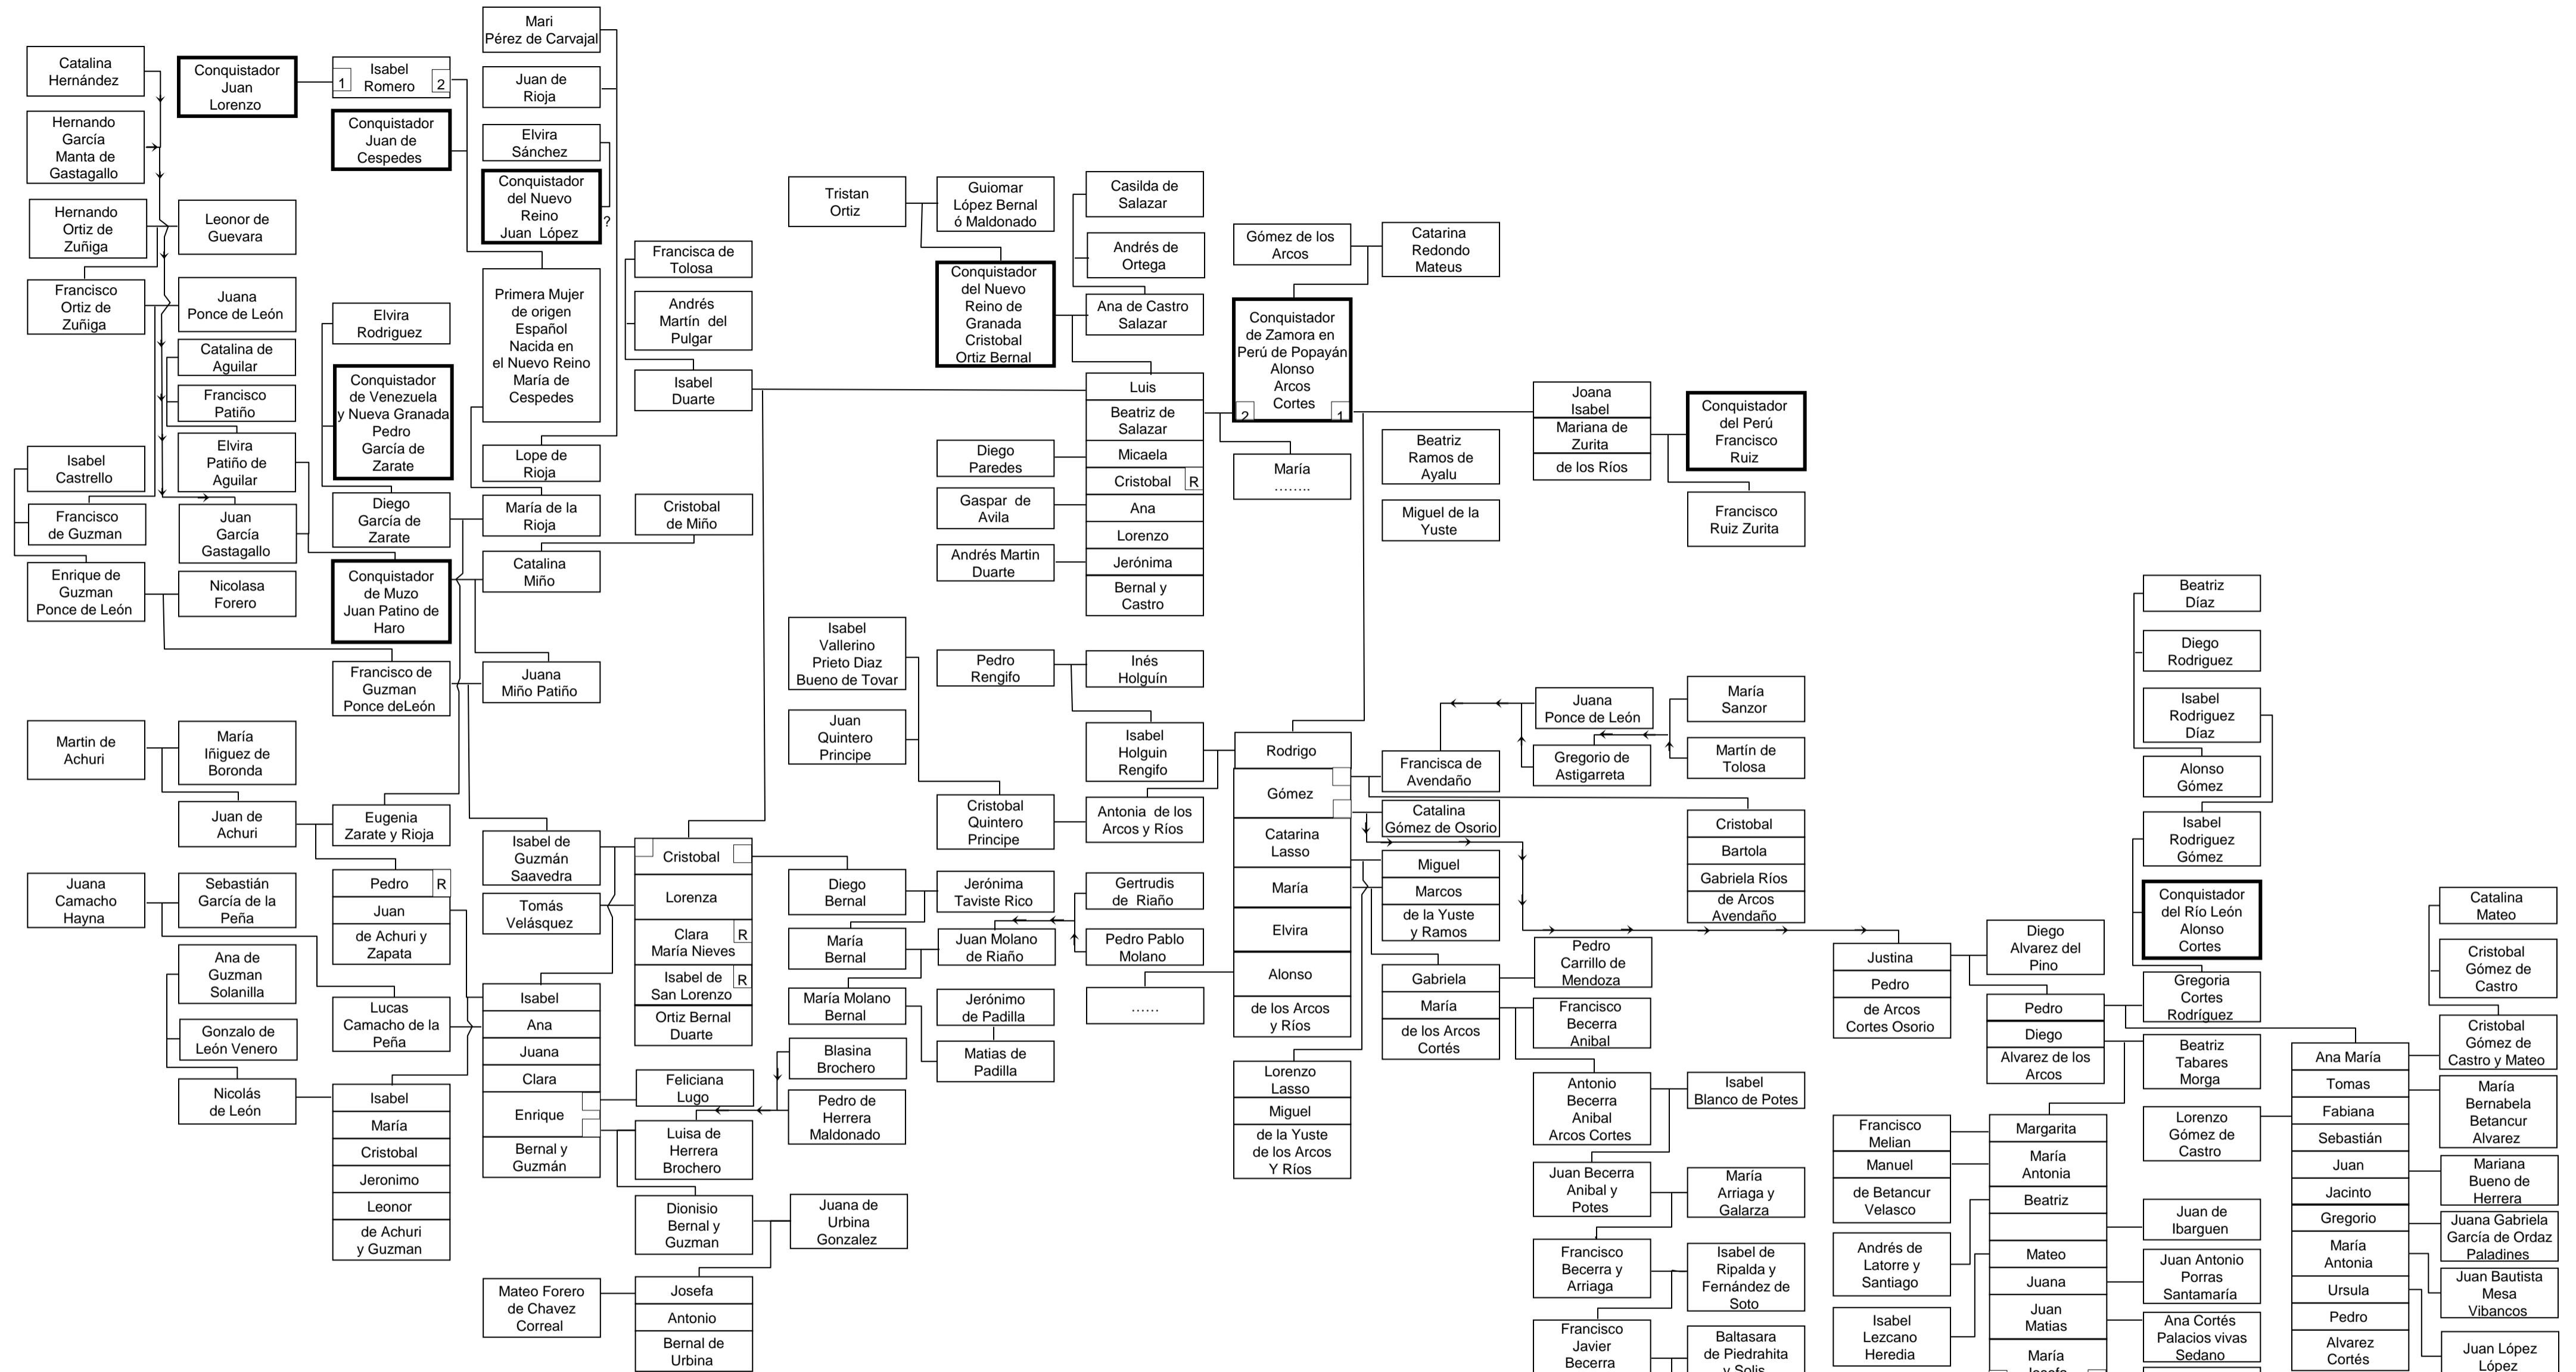 Catalina
Hernández
Hernando
García
Manta de
Gastagallo
Hernando
Ortiz de
Zuñiga
Francisco
Ortiz de
Zuñiga
Isabel
Castrello
Francisco
de Guzman
Enrique de
Guzman
Ponce de León
Martin de
Achuri
Juana
Camacho
Hayna
Conquistador
Juan
Lorenzo
Leonor de
Guevara
Juana
Ponce de León
Catalina de
Aguilar
Francisco
Patiño
Elvira
Patiño de
Aguilar
Juan
García
Gastagallo
Nicolasa
Forero
María
Iñiguez de
Boronda
Juan de
Achuri
Sebastián
García de la
Peña
Ana de
Guzman
Solanilla
Gonzalo de
León Venero
Nicolás
de León
1
Isabel
Romero
2
Conquistador
Juan de
Cespedes
Elvira
Rodriguez
Conquistador
de Venezuela
y Nueva Granada
Pedro
García de
Zarate
Diego
García de
Zarate
Conquistador
de Muzo
Juan Patino de
Haro
Francisco de
Guzman
Ponce deLeón
Eugenia
Zarate y Rioja
Pedro
R
Juan
de Achuri y
Zapata
Lucas
Camacho de la
Peña
Isabel
María
Cristobal
Jeronimo
Leonor
de Achuri
y Guzman
Mari
Pérez de Carvajal
Juan de
Rioja
Elvira
Sánchez
Conquistador
del Nuevo
Reino
Juan López
?
Primera Mujer
de origen
Español
Nacida en
el Nuevo Reino
María de
Cespedes
Lope de
Rioja
María de la
Rioja
Catalina
Miño
Juana
Miño Patiño
Isabel de
Guzmán
Saavedra
Tomás
Velásquez
Isabel
Ana
Juana
Clara
Enrique
Bernal y
Guzmán
Mateo Forero
de Chavez
Correal
Francisca de
Tolosa
Andrés
Martín del
Pulgar
Isabel
Duarte
Cristobal
de Miño
Cristobal
Lorenza
Clara
María Nieves
R
Isabel de
San Lorenzo
R
Ortiz Bernal
Duarte
Feliciana
Lugo
Luisa de
Herrera
Brochero
Dionisio
Bernal y
Guzman
Josefa
Antonio
Bernal de
Urbina
Tristan
Ortiz
Isabel
Vallerino
Prieto Diaz
Bueno de Tovar
Juan
Quintero
Principe
Diego
Bernal
María
Bernal
María Molano
Bernal
Blasina
Brochero
Pedro de
Herrera
Maldonado
Juana de
Urbina
Gonzalez
Guiomar
López Bernal
ó Maldonado
Conquistador
del Nuevo
Reino de
Granada
Cristobal
Ortiz Bernal
Diego
Paredes
Gaspar de
Avila
Andrés Martin
Duarte
Pedro
Rengifo
Cristobal
Quintero
Principe
Jerónima
Taviste Rico
Juan Molano
de Riaño
Jerónimo
de Padilla
Matias de
Padilla
Casilda de
Salazar
Andrés de
Ortega
Ana de Castro
Salazar
Luis
Beatriz de
Salazar
Micaela
Cristobal
R
Ana
Lorenzo
Jerónima
Bernal y
Castro
Inés
Holguín
Isabel
Holguin
Rengifo
Antonia de los
Arcos y Ríos
Gertrudis
de Riaño
Pedro Pablo
Molano
......
Gómez de los
Arcos
Conquistador
de Zamora en
Perú de Popayán
Alonso
Arcos
Cortes
2
1
María
........
Rodrigo
Gómez
Catarina
Lasso
María
Elvira
Alonso
de los Arcos
y Ríos
Lorenzo
Lasso
Miguel
de la Yuste
de los Arcos
Y Ríos
Catarina
Redondo
Mateus
Beatriz
Ramos de
Ayalu
Miguel de la
Yuste
Francisca de
Avendaño
Catalina
Gómez de Osorio
Miguel
Marcos
de la Yuste
y Ramos
Gabriela
María
de los Arcos
Cortés
Joana
Isabel
Mariana de
Zurita
de los Ríos
Juana
Ponce de León
Gregorio de
Astigarreta
Pedro
Carrillo de
Mendoza
Francisco
Becerra
Anibal
Antonio
Becerra
Anibal
Arcos Cortes
Juan Becerra
Anibal y
Potes
Francisco
Becerra y
Arriaga
Francisco
Javier
Becerra
Conquistador
del Perú
Francisco
Ruiz
Francisco
Ruiz Zurita
María
Sanzor
Martín de
Tolosa
Cristobal
Bartola
Gabriela Ríos
de Arcos
Avendaño
Isabel
Blanco de Potes
María
Arriaga y
Galarza
Isabel de
Ripalda y
Fernández de
Soto
Baltasara
de Piedrahita
y Solis
Justina
Pedro
de Arcos
Cortes Osorio
Francisco
Melian
Manuel
de Betancur
Velasco
Andrés de
Latorre y
Santiago
Isabel
Lezcano
Heredia
Diego
Alvarez del
Pino
Pedro
Diego
Alvarez de los
Arcos
Margarita
María
Antonia
Beatriz
Mateo
Juana
Juan
Matias
María
Josefa
Beatriz
Díaz
Diego
Rodriguez
Isabel
Rodriguez
Díaz
Alonso
Gómez
Isabel
Rodriguez
Gómez
Conquistador
del Río León
Alonso
Cortes
Gregoria
Cortes
Rodríguez
Beatriz
Tabares
Morga
Lorenzo
Gómez de
Castro
Juan de
Ibarguen
Juan Antonio
Porras
Santamaría
Ana Cortés
Palacios vivas
Sedano
Ana María
Tomas
Fabiana
Sebastián
Juan
Jacinto
Gregorio
María
Antonia
Ursula
Pedro
Alvarez
Cortés
Catalina
Mateo
Cristobal
Gómez de
Castro
Cristobal
Gómez de
Castro y Mateo
María
Bernabela
Betancur
Alvarez
Mariana
Bueno de
Herrera
Juana Gabriela
García de Ordaz
Paladines
Juan Bautista
Mesa
Vibancos
Juan López
López